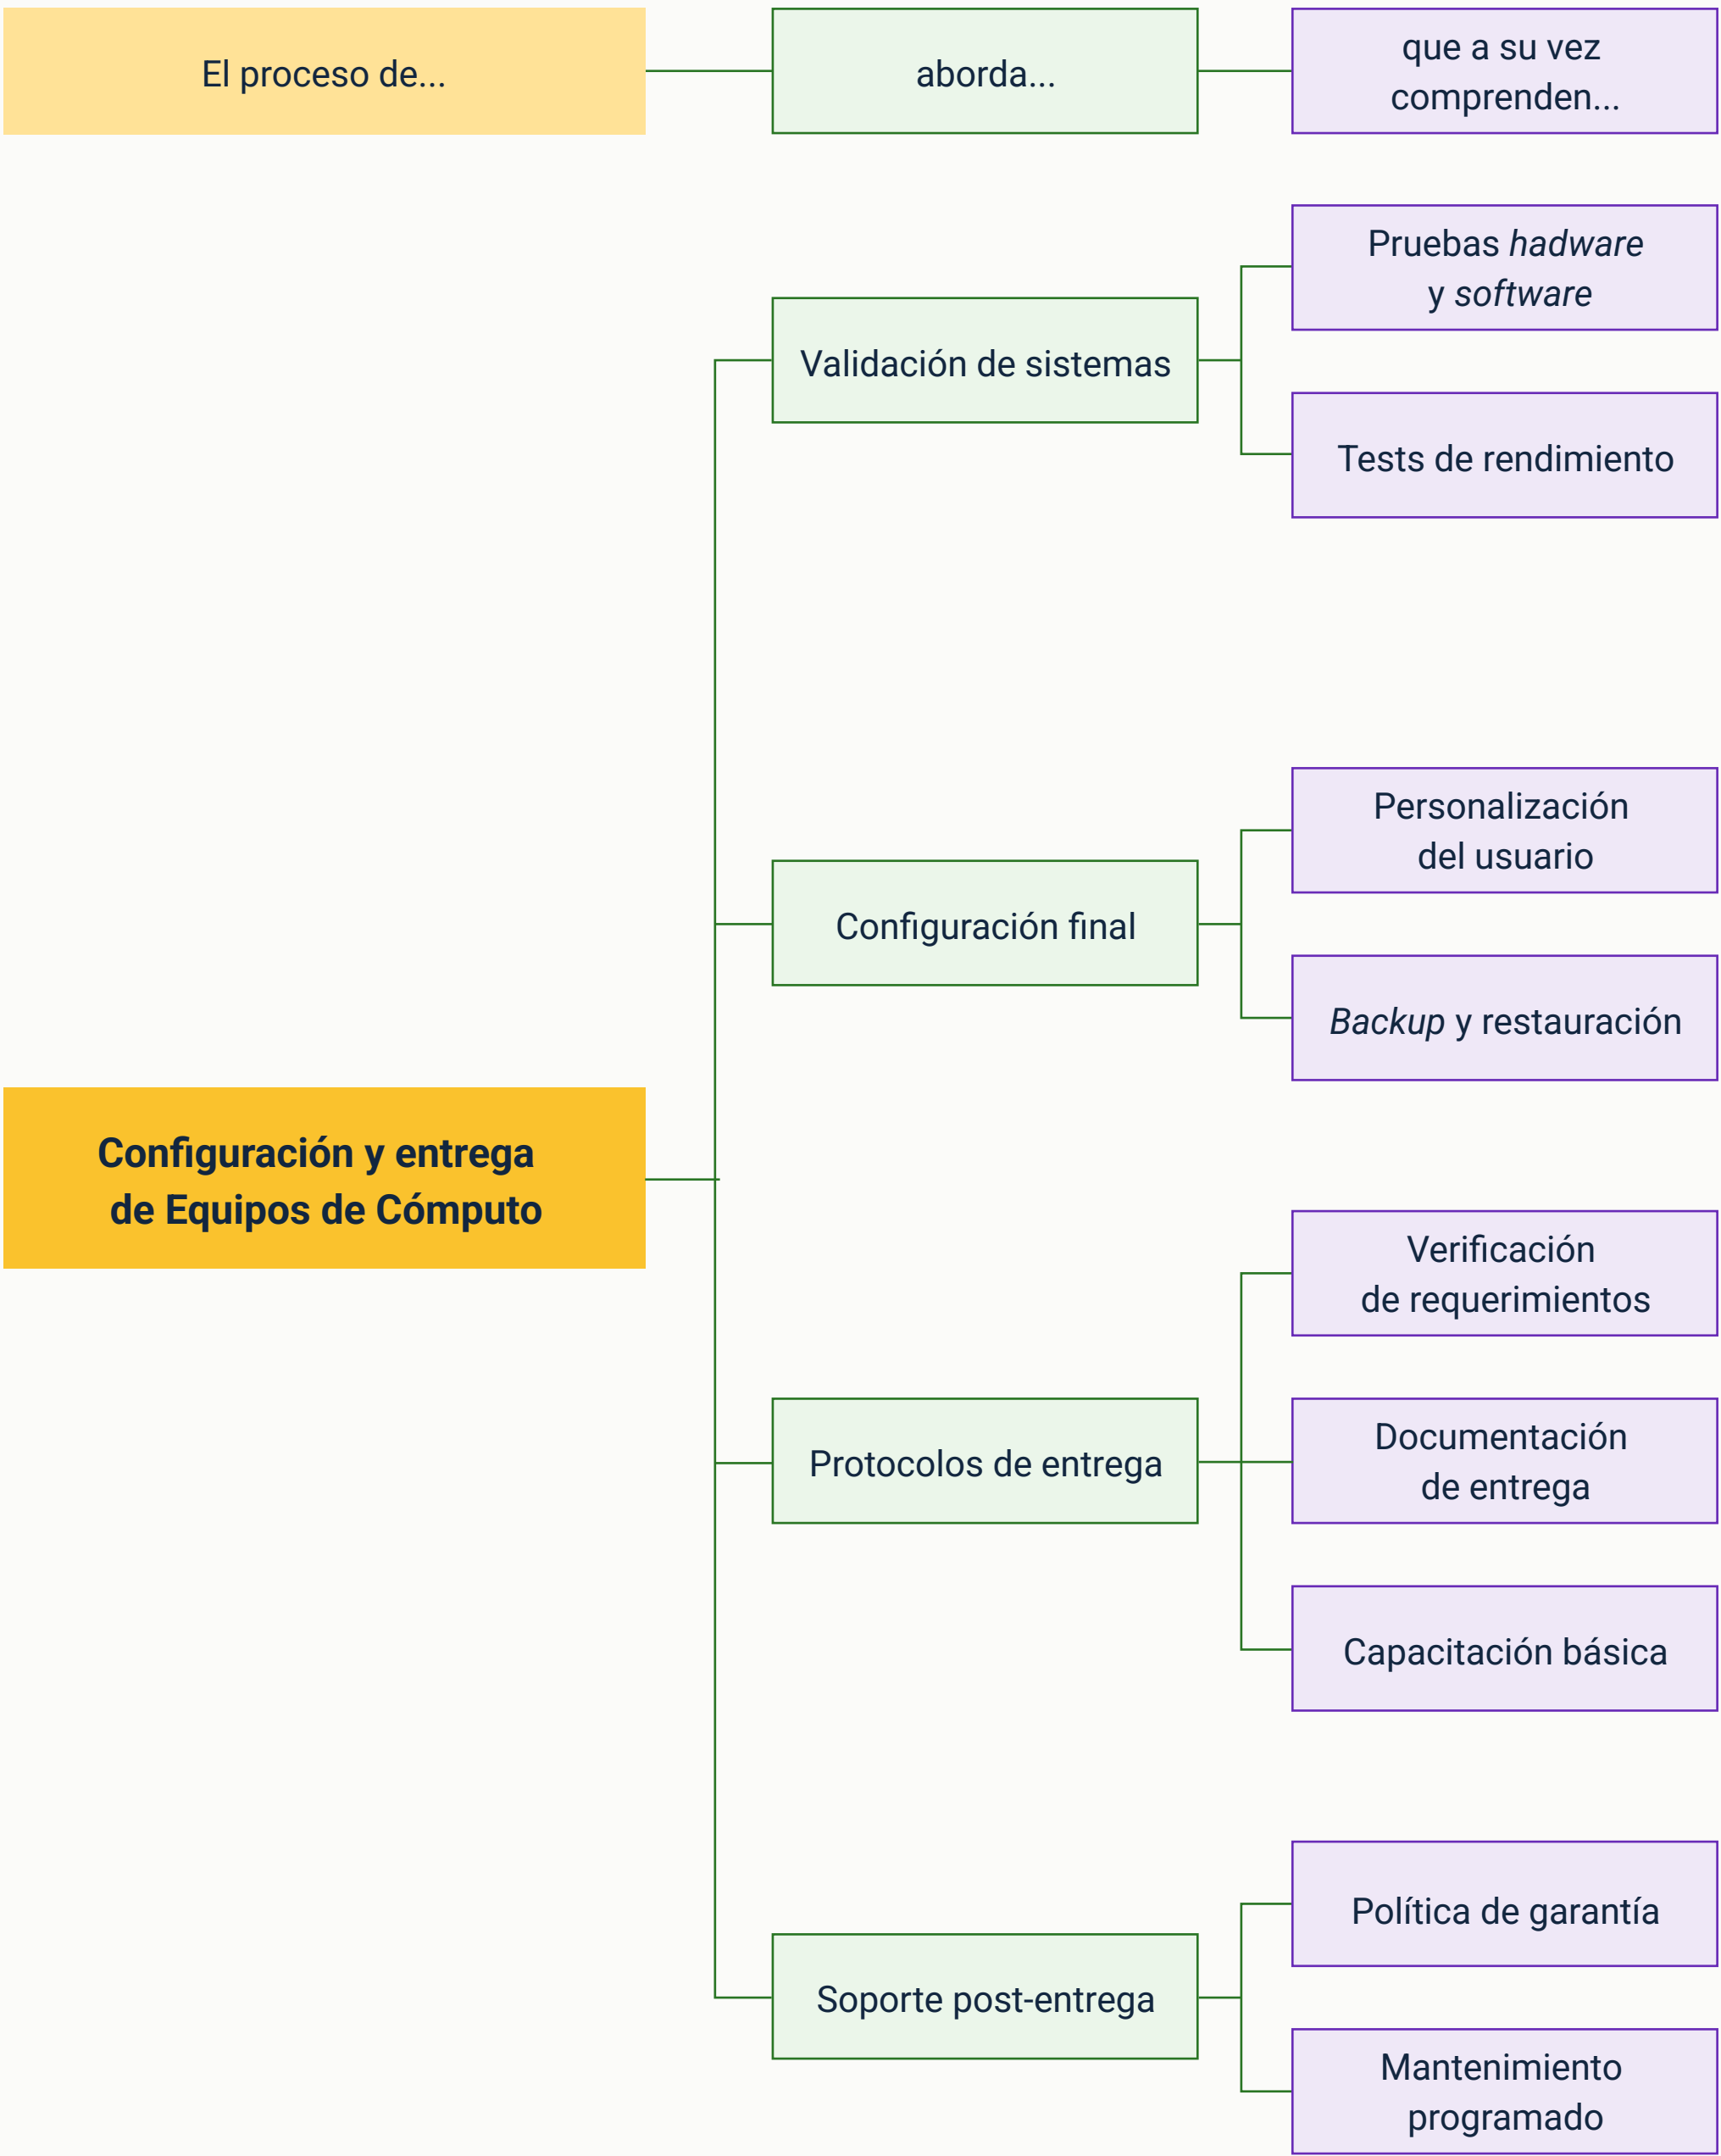 El proceso de...
aborda...
que a su vez
comprenden...
Pruebas hadware
y software
Validación de sistemas
Tests de rendimiento
Personalización
del usuario
Configuración final
Backup y restauración
Configuración y entrega
de Equipos de Cómputo
Verificación
de requerimientos
Protocolos de entrega
Documentación
de entrega
Capacitación básica
Política de garantía
Soporte post-entrega
Mantenimiento
programado